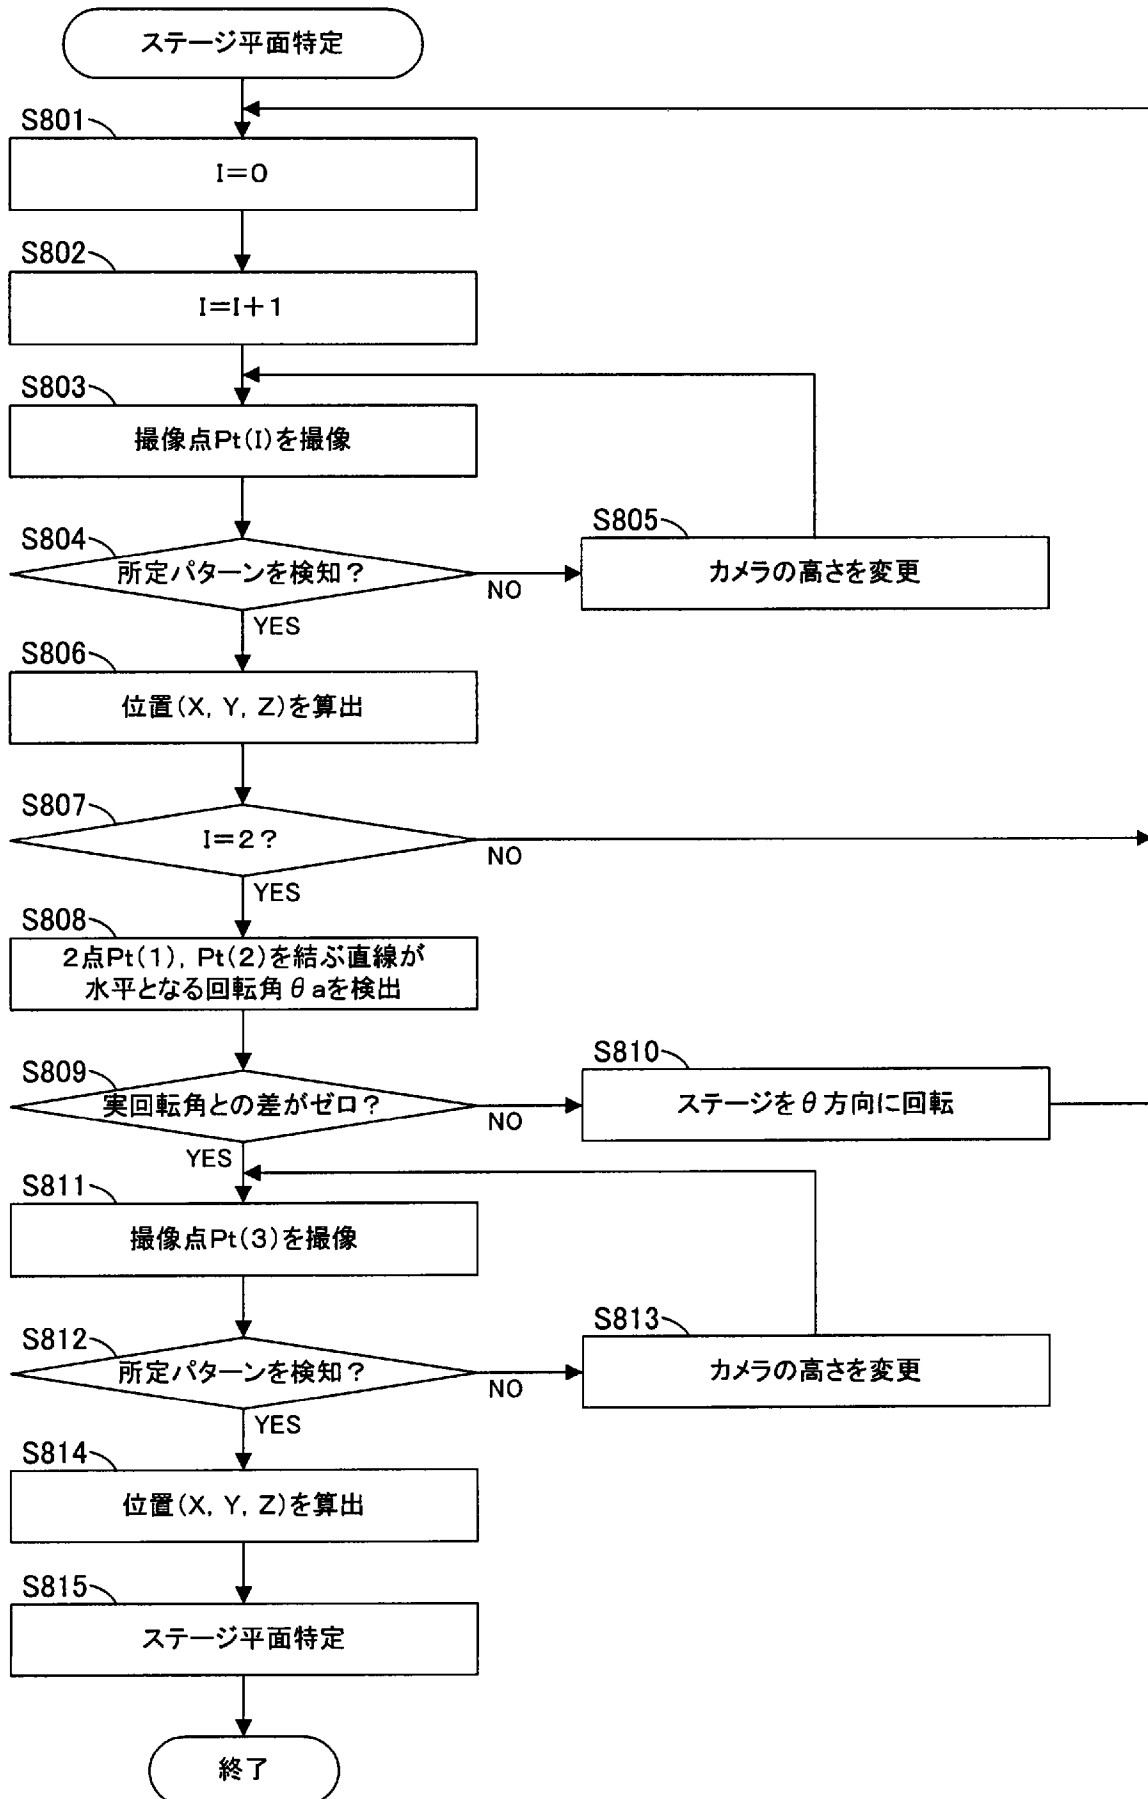 ステージ平面特定
S801
I=0
S802
I=I+1
S803
撮像点Pt(I)を撮像
S804
所定パターンを検知?
NO
YES
S805
カメラの高さを変更
S806
位置(X, Y, Z)を算出
S807
I=2?
NO
YES
S808
2点Pt(1), Pt(2)を結ぶ直線が
水平となる回転角θaを検出
S809
実回転角との差がゼロ?
NO
YES
S810
ステージをθ方向に回転
S811
撮像点Pt(3)を撮像
S812
所定パターンを検知?
NO
YES
S813
カメラの高さを変更
S814
位置(X, Y, Z)を算出
S815
ステージ平面特定
終了